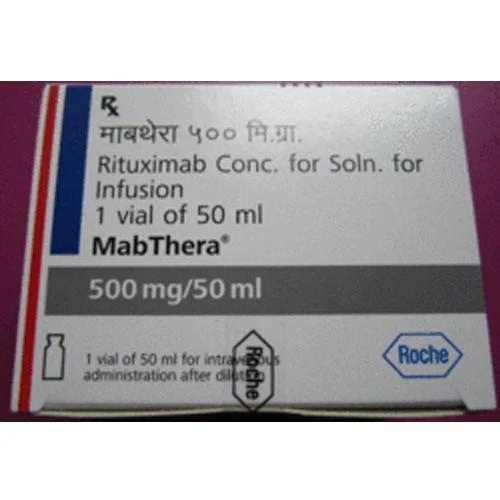 Rx
माबथेरा ५०० मि.ग्रा.
Rituximab Conc. for Soln. for
Infusion
1 vial of 50 ml
MabThera®
500 mg/50 ml
1 vial of 50 ml for intravenous
administration after dilution
Roche
Roche